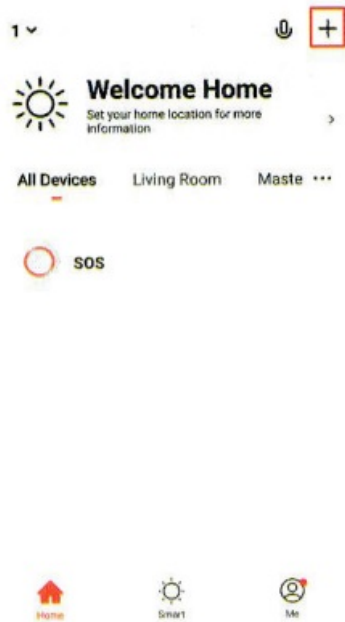 1
Welcome Home
Set your home location for more
information
All Devices Living Room Maste ...
SOS
Home Smart Me